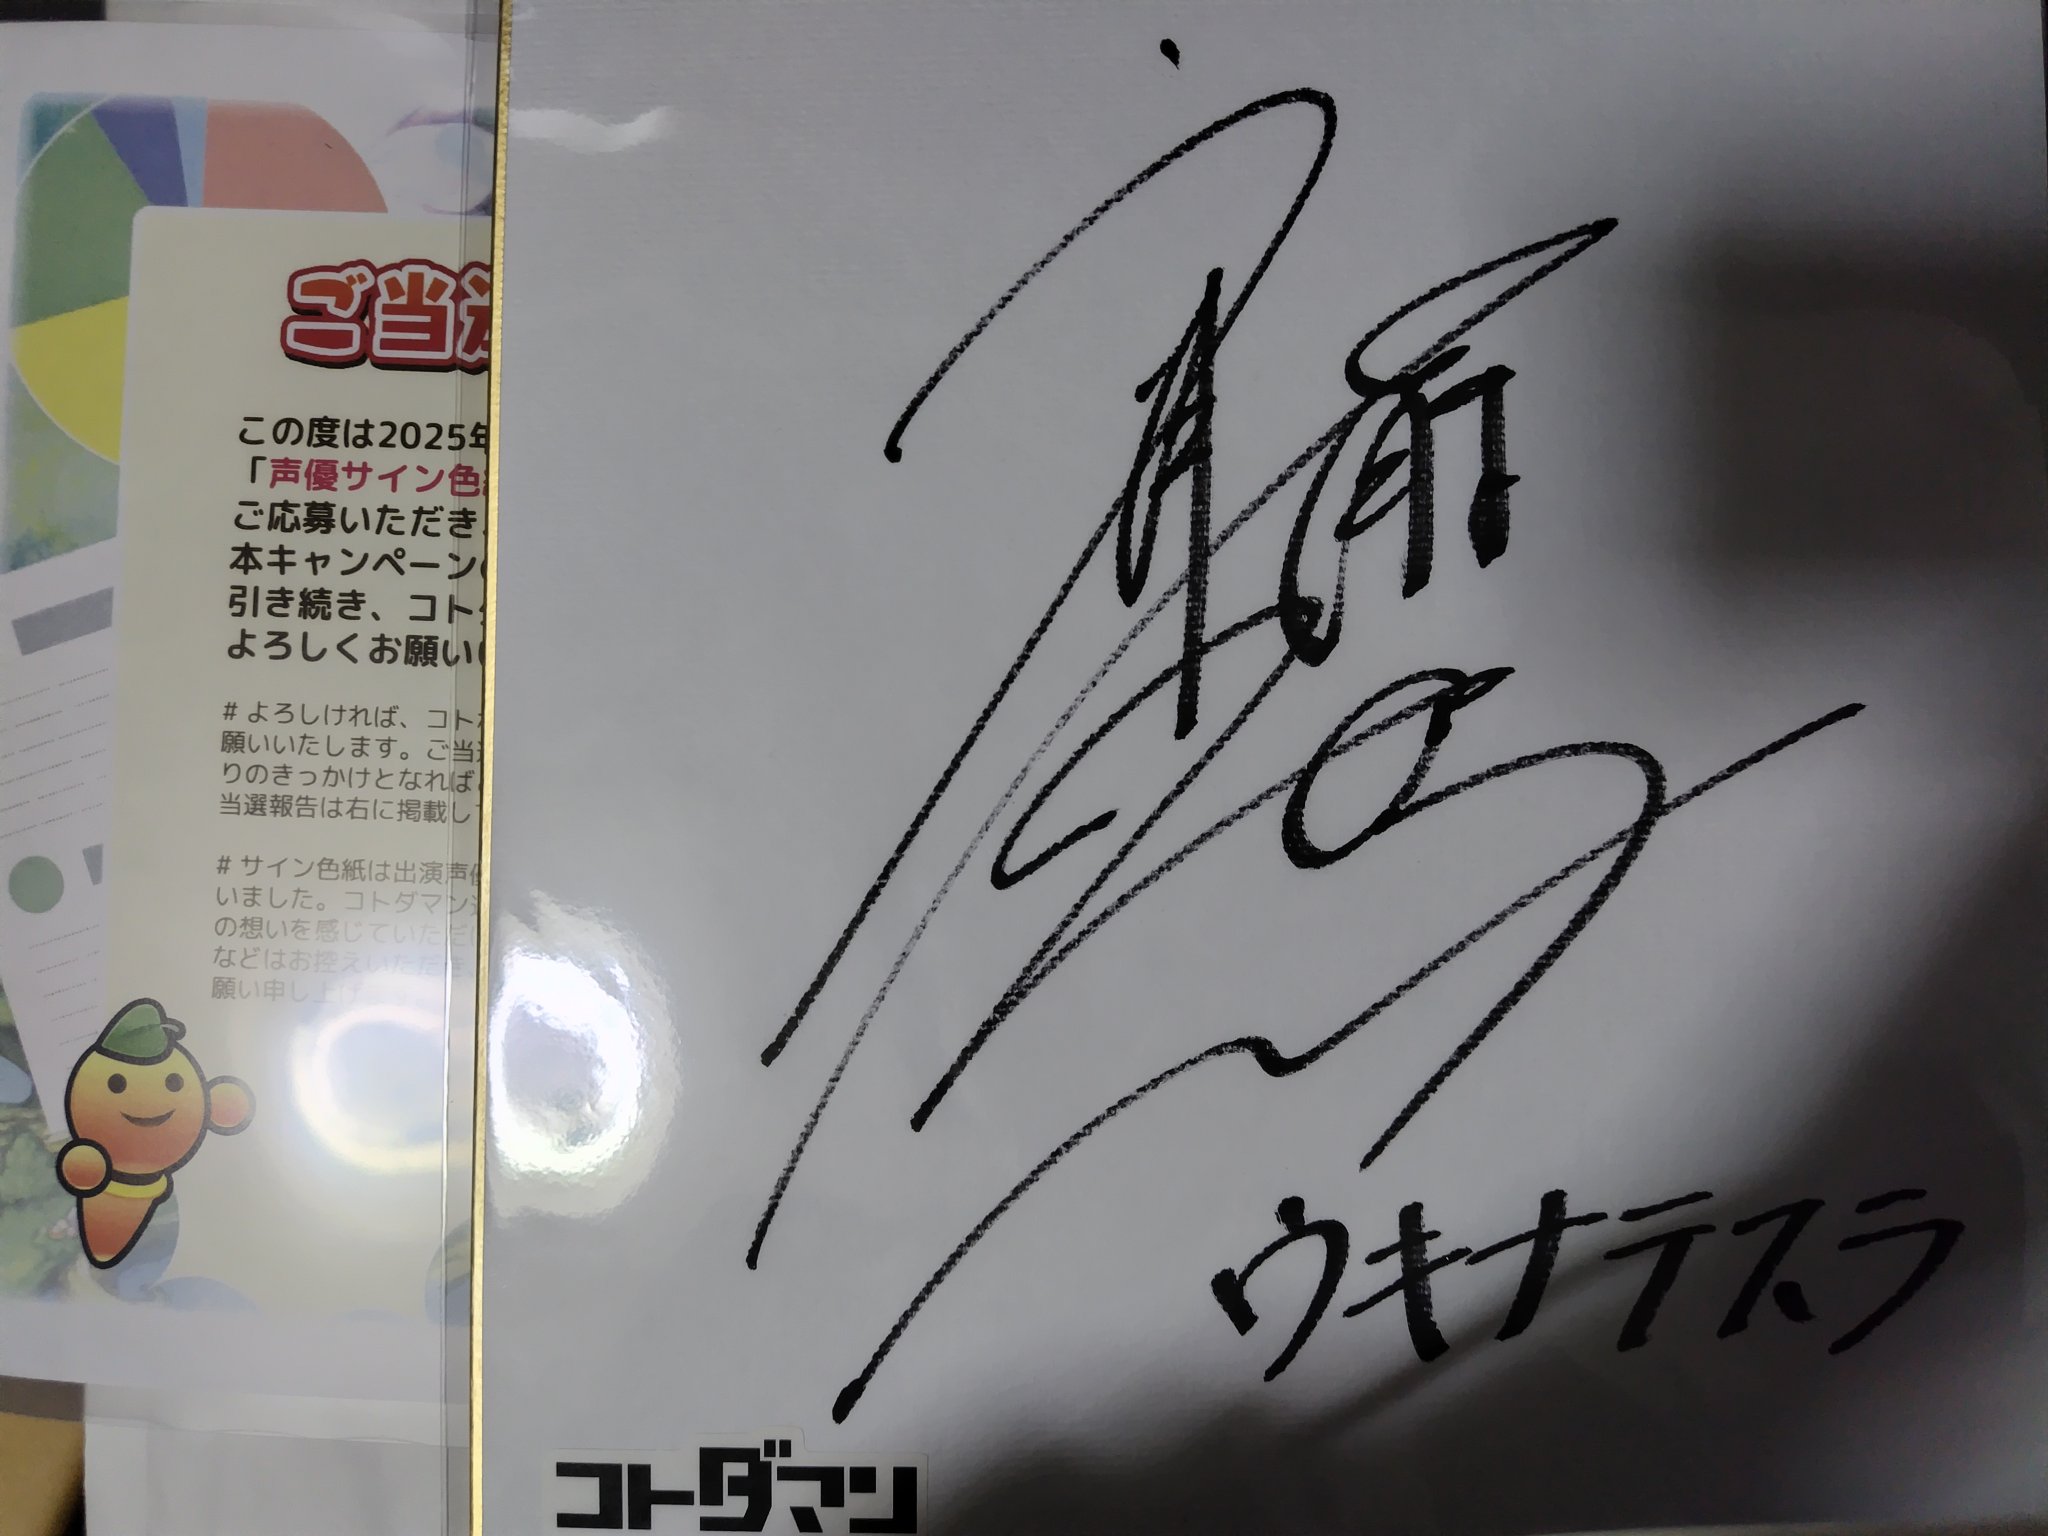 ご当
この度は2025年
「声優サイン色
ご応募いただき、
本キャンペーン
引き続き、コト
よろしくお願い
# よろしければ、コト
願いいたします。ご当
りのきっかけとなれば
当選報告は右に掲載し
# サイン色紙は出演声優
いました。コトダマン
の想いを感じていただけ
などはお控えいただき、
願い申し上げ
ウキナテスラ
コトダマン